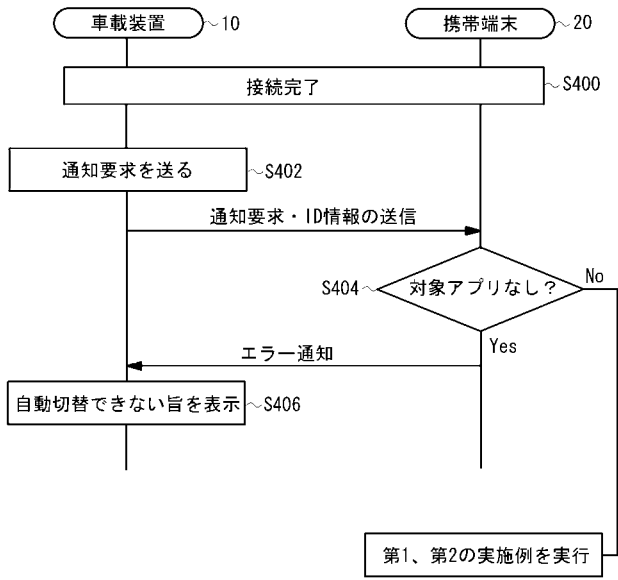 車載装置 10
携帯端末 20
接続完了 S400
通知要求を送る S402
通知要求・ID情報の送信
対象アプリなし? No
S404
Yes
エラー通知
自動切替できない旨を表示 S406
第1、第2の実施例を実行